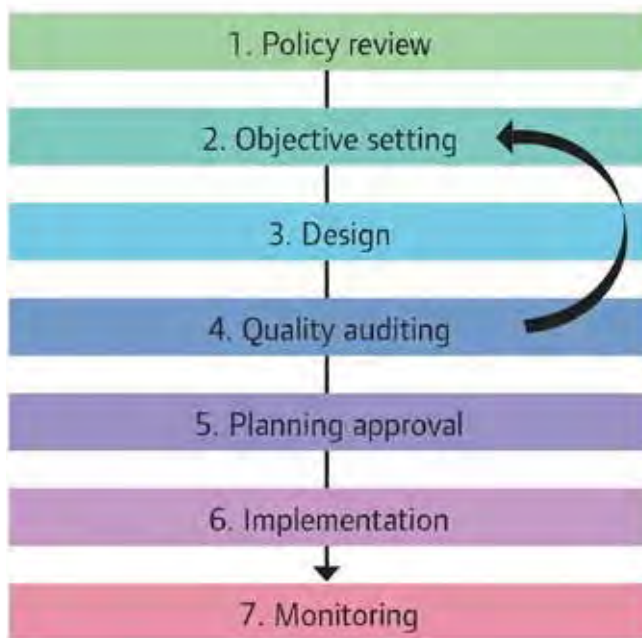 1. Policy review
2. Objective setting
3. Design
4. Quality auditing
5. Planning approval
6. Implementation
7. Monitoring